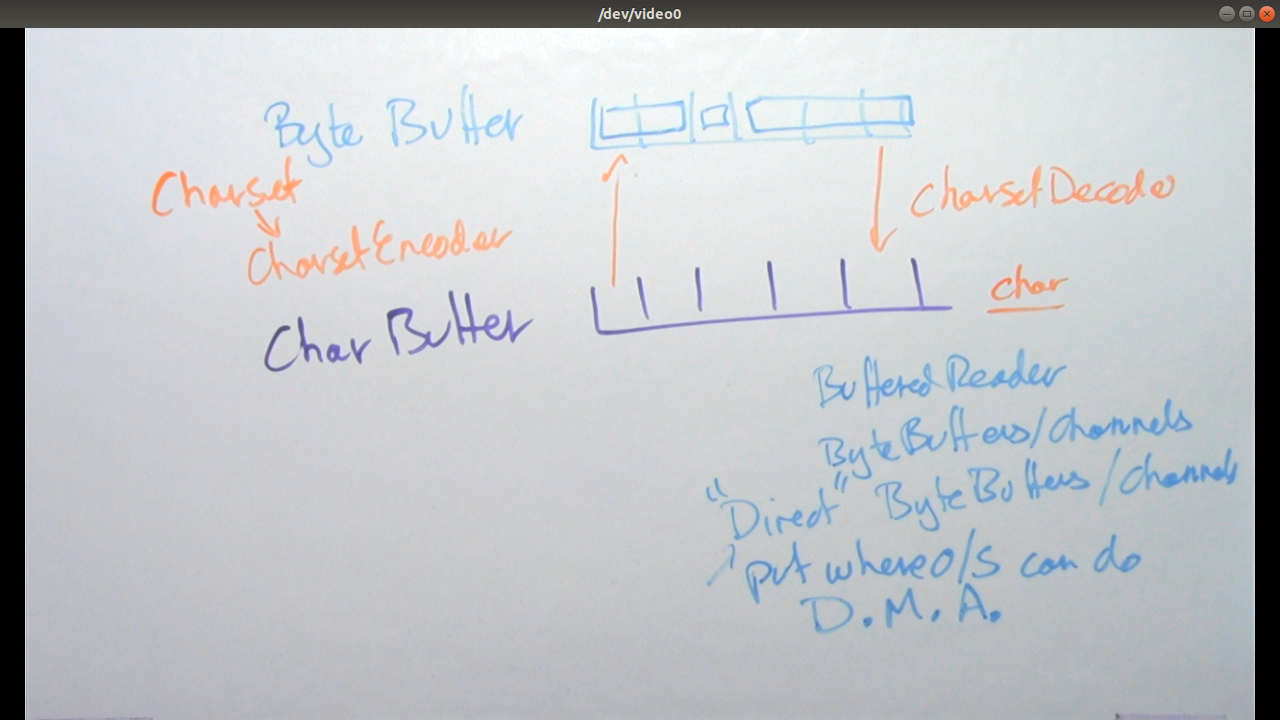 /dev/video0
Byte Buffer
Charset
CharsetEncoder
CharsetDecode
Char Buffer
char
BufferedReader
ByteBuffers/Channels
"Direct" ByteBuffers/Channels
put where O/S can do
D.M.A.